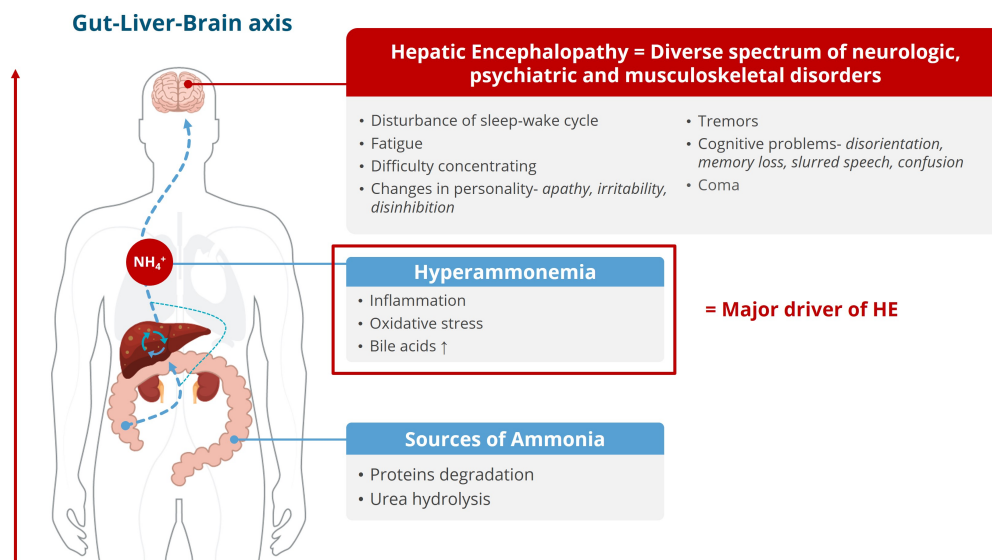 Gut-Liver-Brain axis
Hepatic Encephalopathy = Diverse spectrum of neurologic,
psychiatric and musculoskeletal disorders
• Disturbance of sleep-wake cycle
• Fatigue
• Difficulty concentrating
• Changes in personality- apathy, irritability,
disinhibition
• Tremors
• Cognitive problems- disorientation,
memory loss, slurred speech, confusion
• Coma
NH₄⁺
Hyperammonemia
• Inflammation
• Oxidative stress
• Bile acids ↑
= Major driver of HE
Sources of Ammonia
• Proteins degradation
• Urea hydrolysis